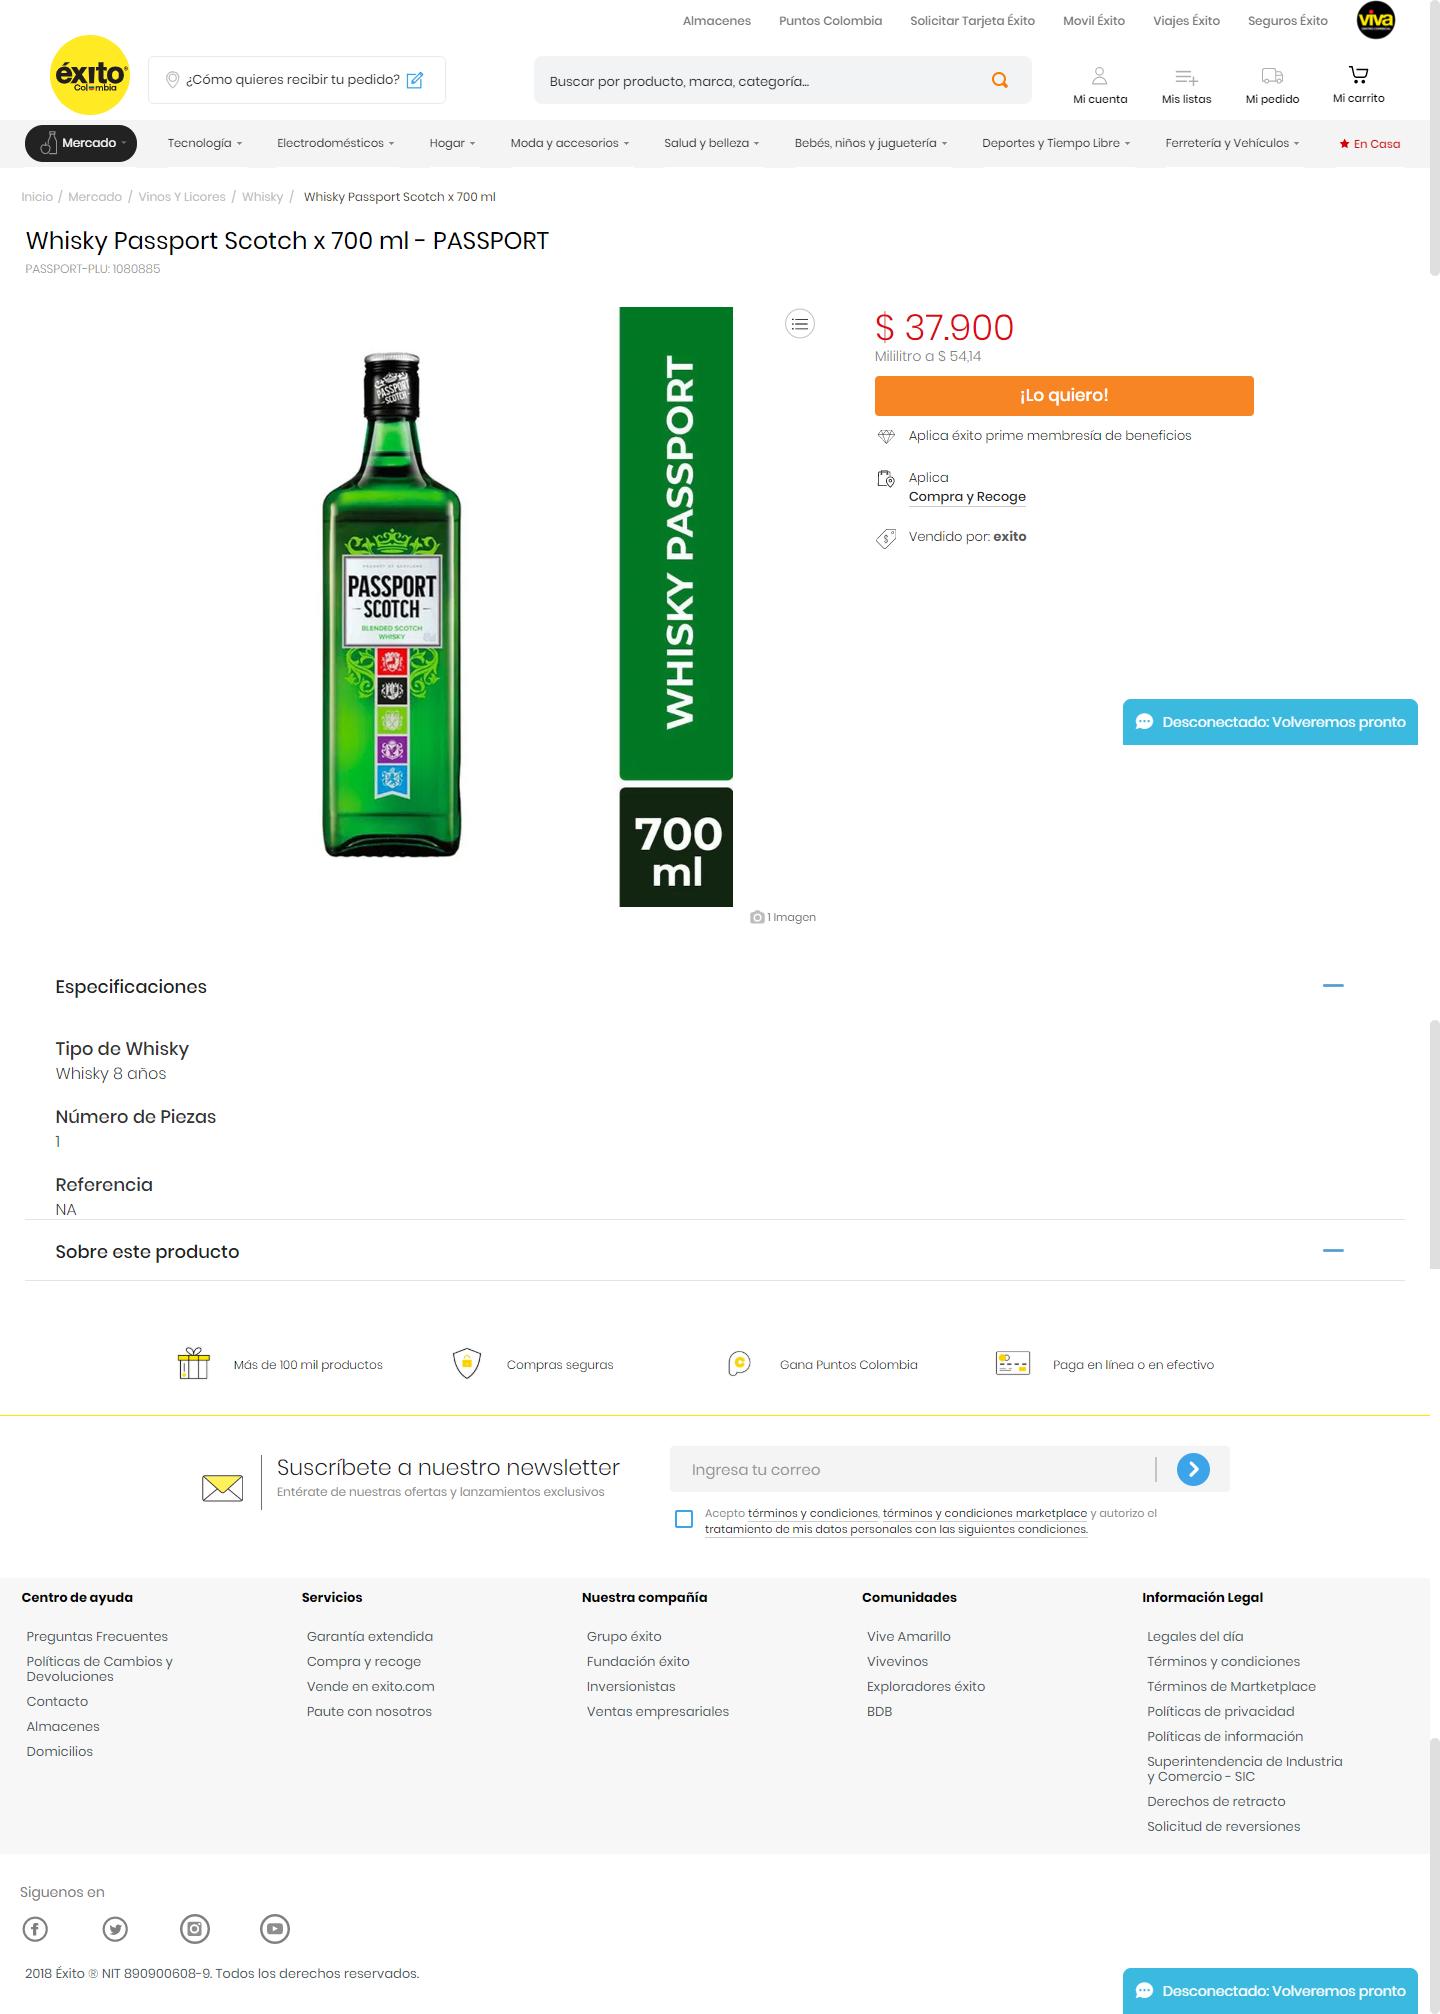 Almacenes
Puntos Colombia
Solicitar Tarjeta Éxito
Movil Éxito
Viajes Éxito
Seguros Éxito
viva
éxito
Colombia
¿Cómo quieres recibir tu pedido?
Buscar por producto, marca, categoría...
Mi cuenta
Mis listas
Mi pedido
Mi carrito
Mercado
Tecnología
Electrodomésticos
Hogar
Moda y accesorios
Salud y belleza
Bebés, niños y juguetería
Deportes y Tiempo Libre
Ferretería y Vehículos
En Casa
Inicio / Mercado / Vinos Y Licores / Whisky / Whisky Passport Scotch x 700 ml
Whisky Passport Scotch x 700 ml - PASSPORT
PASSPORT-PLU: 1080885
PASSPORT
SCOTCH
PRODUCT OF SCOTLAND
PASSPORT
SCOTCH
BLENDED SCOTCH
WHISKY
WHISKY PASSPORT
700
ml
1 Imagen
$ 37.900
Mililitro a $ 54,14
¡Lo quiero!
Aplica éxito prime membresía de beneficios
Aplica
Compra y Recoge
Vendido por: exito
Desconectado: Volveremos pronto
Especificaciones
Tipo de Whisky
Whisky 8 años
Número de Piezas
1
Referencia
NA
Sobre este producto
Más de 100 mil productos
Compras seguras
Gana Puntos Colombia
Paga en línea o en efectivo
Suscríbete a nuestro newsletter
Entérate de nuestras ofertas y lanzamientos exclusivos
Ingresa tu correo
Acepto términos y condiciones, términos y condiciones marketplace y autorizo el
tratamiento de mis datos personales con las siguientes condiciones.
Centro de ayuda
Preguntas Frecuentes
Políticas de Cambios y
Devoluciones
Contacto
Almacenes
Domicilios
Servicios
Garantía extendida
Compra y recoge
Vende en exito.com
Paute con nosotros
Nuestra compañía
Grupo éxito
Fundación éxito
Inversionistas
Ventas empresariales
Comunidades
Vive Amarillo
Vivevinos
Exploradores éxito
BDB
Información Legal
Legales del día
Términos y condiciones
Términos de Martketplace
Políticas de privacidad
Políticas de información
Superintendencia de Industria
y Comercio - SIC
Derechos de retracto
Solicitud de reversiones
Siguenos en
2018 Éxito ® NIT 890900608-9. Todos los derechos reservados.
Desconectado: Volveremos pronto